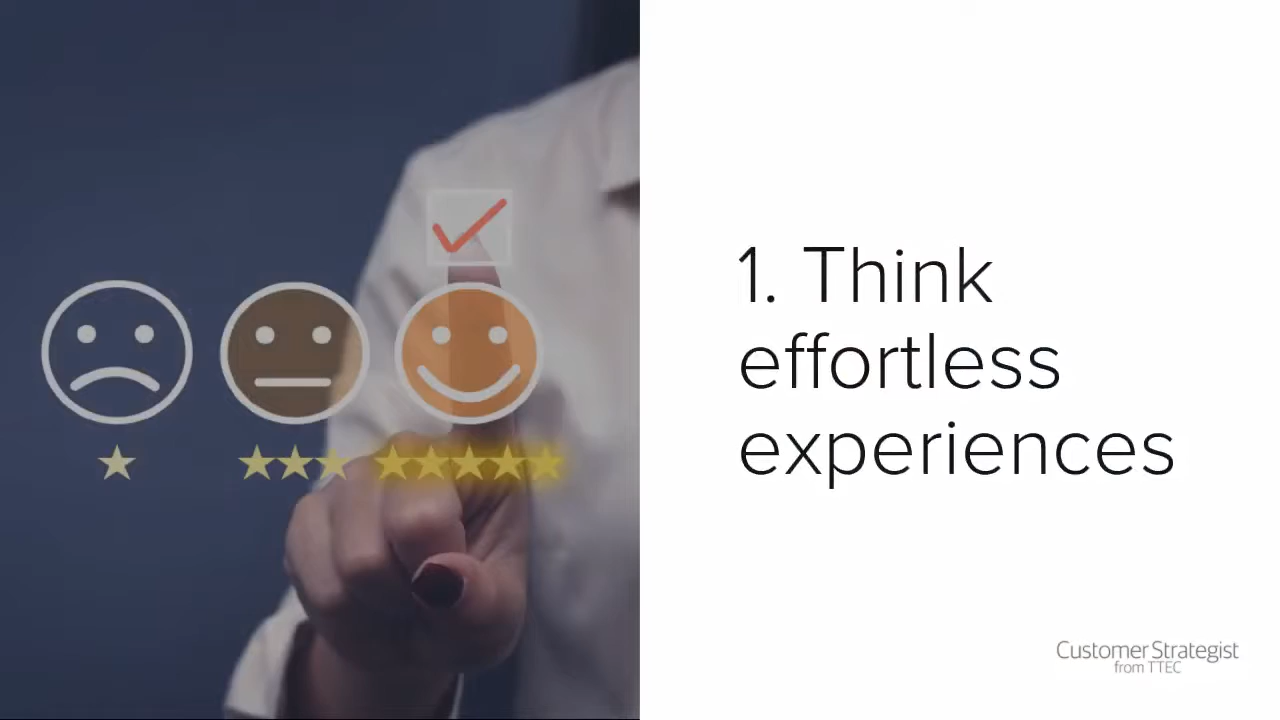 1. Think
effortless
experiences
Customer Strategist
from TTEC